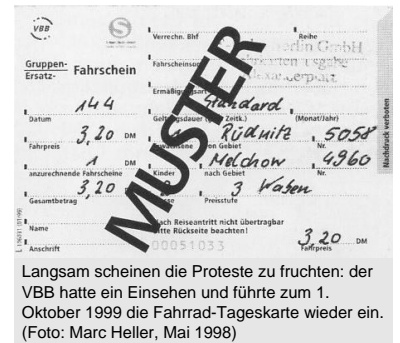 VBB
S
Verrechn. Bhf
Reihe
Gruppen-
Ersatz-
Fahrschein
Fahrscheinso
Ermäßigungsart
Standard
144
Datum
(Monat/Jahr)
3,20 DM
Rüdnitz 5058
Fahrpreis
von Gebiet
Nr.
1
Melchow 4960
anzurechnende Fahrscheine
Kinder
nach Gebiet
Nr.
3,20 DM
3 Waben
Gesamtbetrag
Preisstufe
Name
Nach Reiseantritt nicht übertragbar
Bitte Rückseite beachten!
Anschrift
00051033
3,20 DM
Fahrpreis
Nachdruck verboten
MUSTER
Langsam scheinen die Proteste zu fruchten: der
VBB hatte ein Einsehen und führte zum 1.
Oktober 1999 die Fahrrad-Tageskarte wieder ein.
(Foto: Marc Heller, Mai 1998)